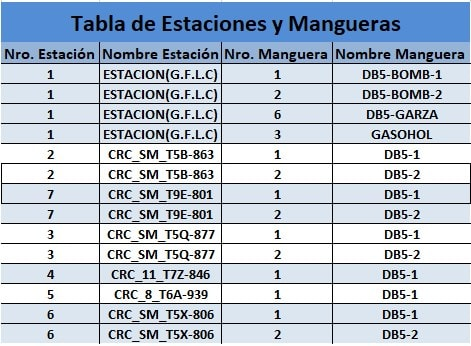 Tabla de Estaciones y Mangueras
Nro. Estación Nombre Estación Nro. Manguera Nombre Manguera
1 ESTACION(G.F.L.C) 1 DB5-BOMB-1
1 ESTACION(G.F.L.C) 2 DB5-BOMB-2
1 ESTACION(G.F.L.C) 6 DB5-GARZA
1 ESTACION(G.F.L.C) 3 GASOHOL
2 CRC_SM_T5B-863 1 DB5-1
2 CRC_SM_T5B-863 2 DB5-2
7 CRC_SM_T9E-801 1 DB5-1
7 CRC_SM_T9E-801 2 DB5-2
3 CRC_SM_T5Q-877 1 DB5-1
3 CRC_SM_T5Q-877 2 DB5-2
4 CRC_11_T7Z-846 1 DB5-1
5 CRC_8_T6A-939 1 DB5-1
6 CRC_SM_T5X-806 1 DB5-1
6 CRC_SM_T5X-806 2 DB5-2